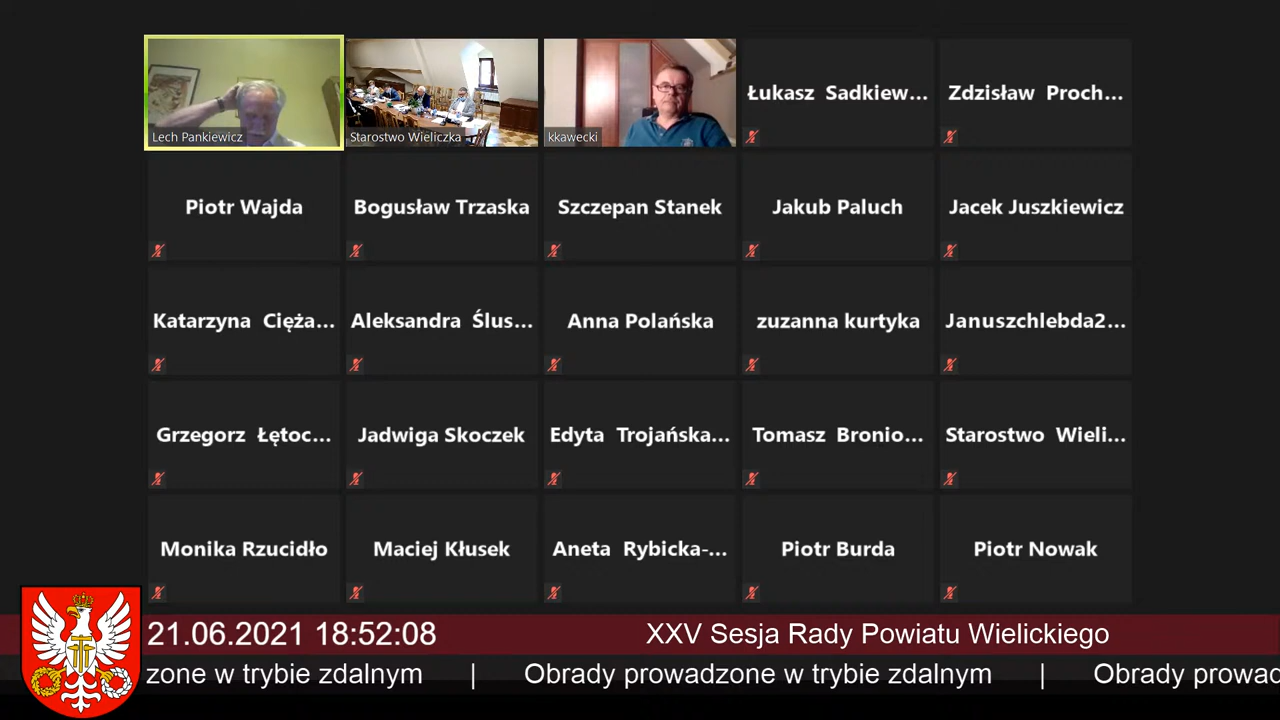 Lech Pankiewicz
Starostwo Wieliczka
kkawecki
Łukasz Sadkiew...
Zdzisław Proch...
Piotr Wajda
Bogusław Trzaska
Szczepan Stanek
Jakub Paluch
Jacek Juszkiewicz
Katarzyna Cięża...
Aleksandra Ślus...
Anna Polańska
zuzanna kurtyka
Januszchlebda2...
Grzegorz Łętoc...
Jadwiga Skoczek
Edyta Trojańska...
Tomasz Bronio...
Starostwo Wieli...
Monika Rzucidło
Maciej Kłusek
Aneta Rybicka-...
Piotr Burda
Piotr Nowak
21.06.2021 18:52:08
XXV Sesja Rady Powiatu Wielickiego
zone w trybie zdalnym | Obrady prowadzone w trybie zdalnym | Obrady prowadz